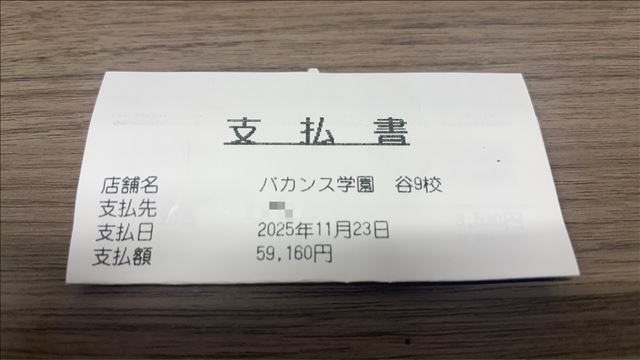 支払書
店舗名 バカンス学園 谷9校
支払先
支払日 2025年11月23日
支払額 59,160円